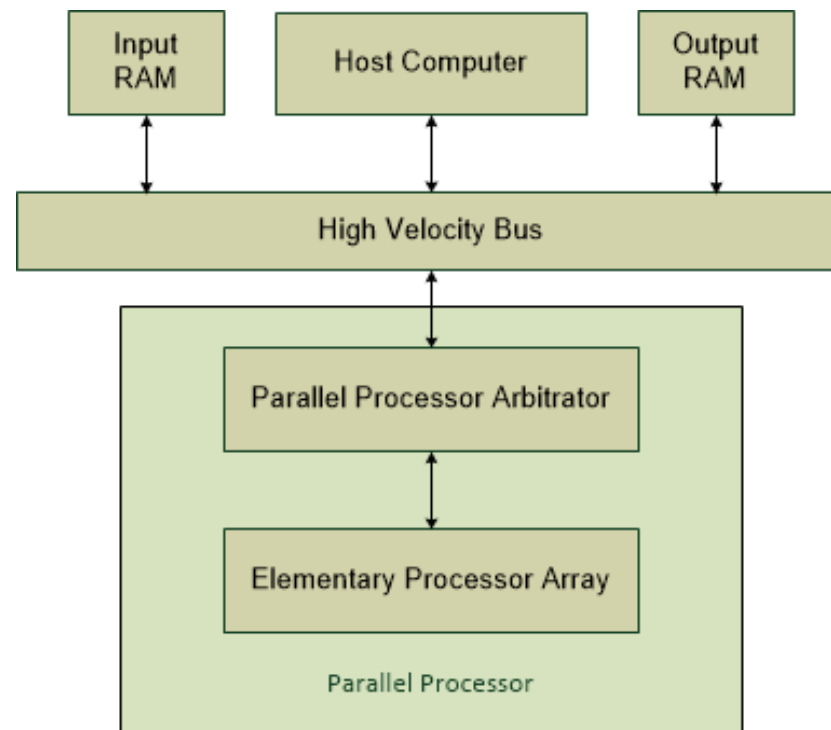 Input
RAM
Host Computer
Output
RAM
High Velocity Bus
Parallel Processor Arbitrator
Elementary Processor Array
Parallel Processor